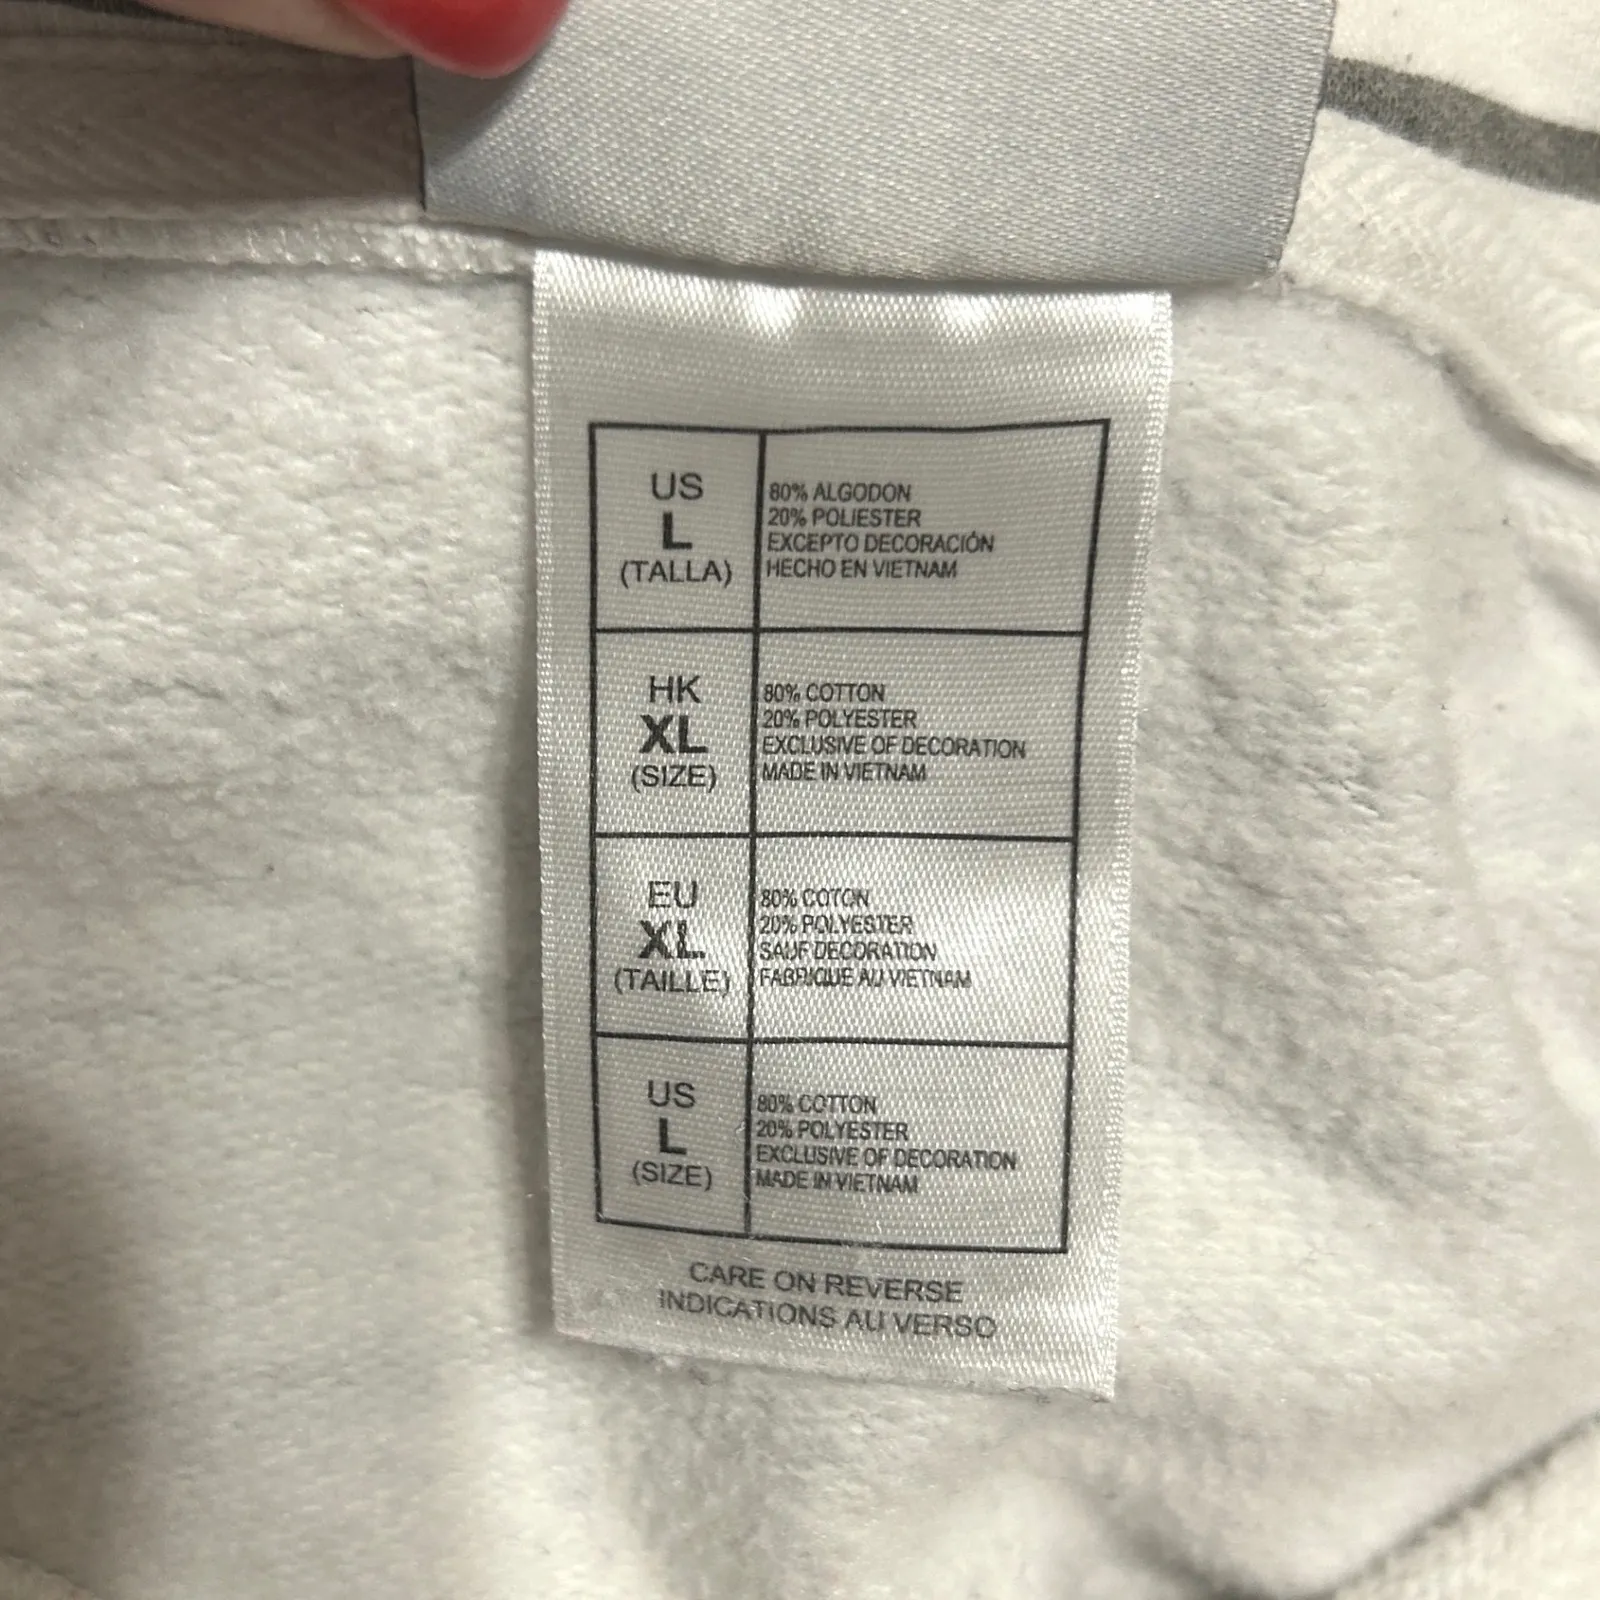 US
L
(TALLA)
80% ALGODON
20% POLIESTER
EXCEPTO DECORACIÓN
HECHO EN VIETNAM
HK
XL
(SIZE)
80% COTTON
20% POLYESTER
EXCLUSIVE OF DECORATION
MADE IN VIETNAM
EU
XL
(TAILLE)
80% COTON
20% POLYESTER
SAUF DECORATION
FABRIQUE AU VIETNAM
US
L
(SIZE)
80% COTTON
20% POLYESTER
EXCLUSIVE OF DECORATION
MADE IN VIETNAM
CARE ON REVERSE
INDICATIONS AU VERSO